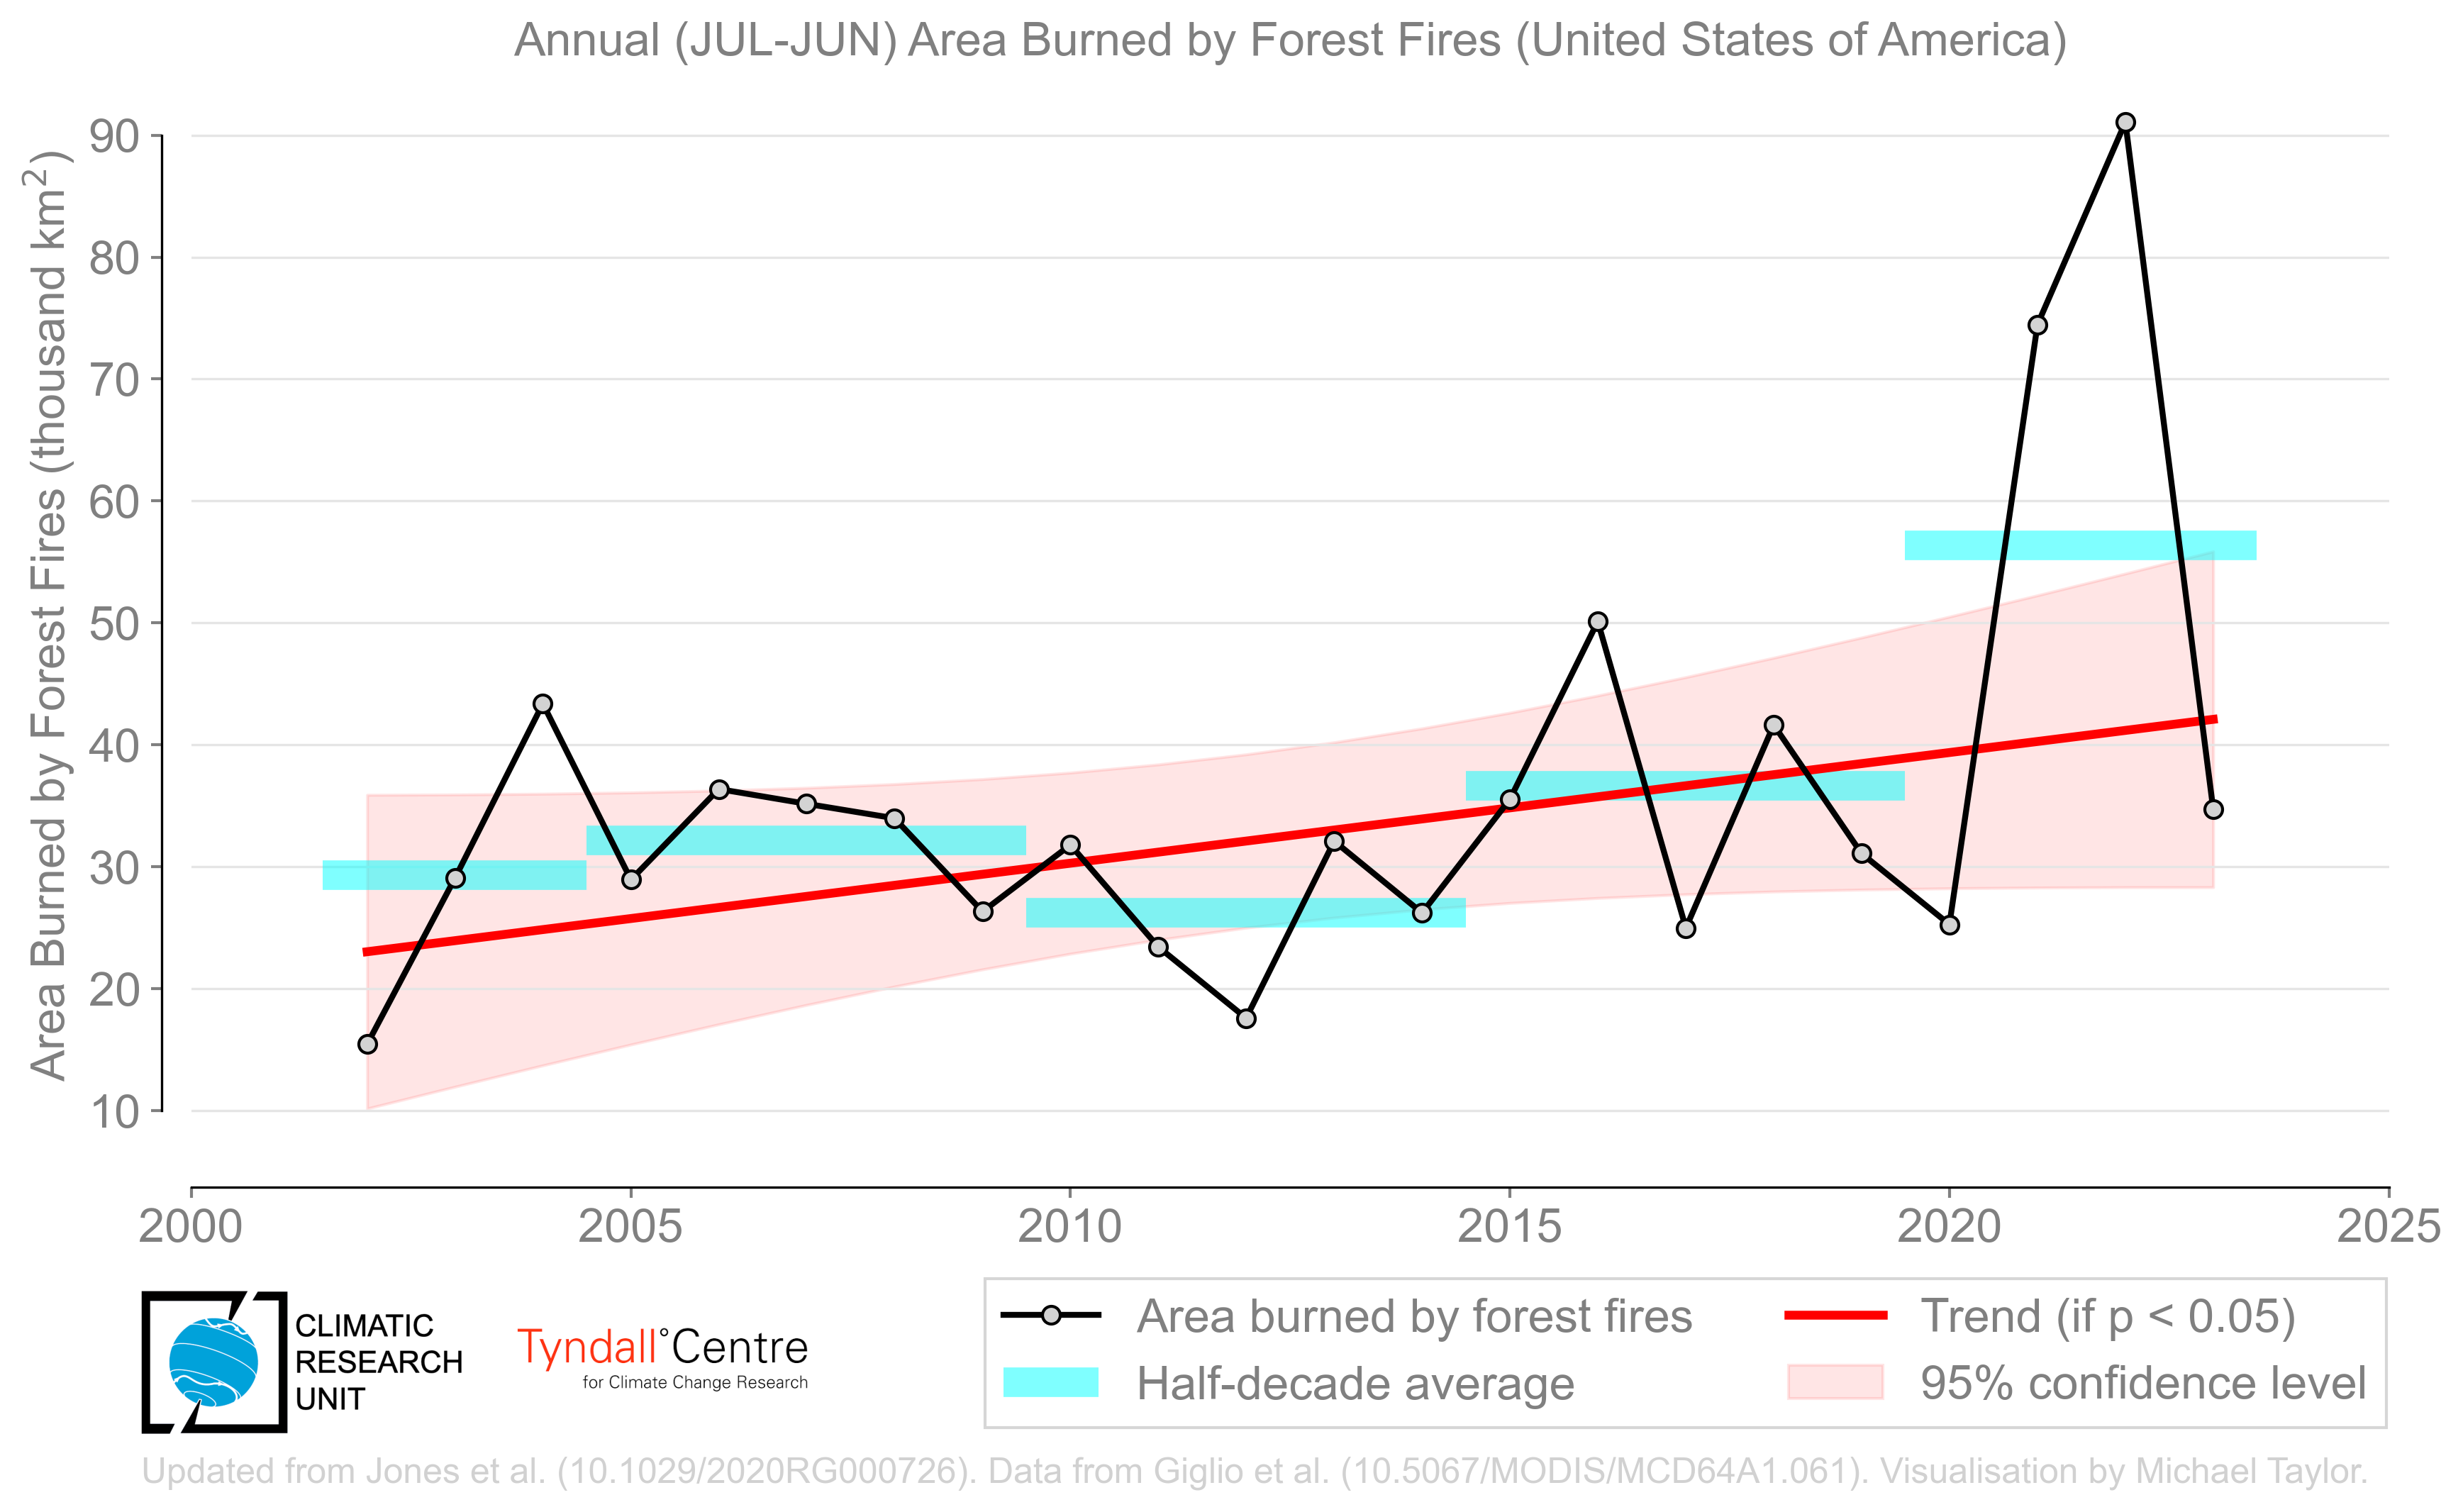 Annual (JUL-JUN) Area Burned by Forest Fires (United States of America)
Area Burned by Forest Fires (thousand km²)
90
80
70
60
50
40
30
20
10
2000 2005 2010 2015 2020 2025
Area burned by forest fires
Trend (if p < 0.05)
Half-decade average
95% confidence level
CLIMATIC
RESEARCH
UNIT
Tyndall°Centre
for Climate Change Research
Updated from Jones et al. (10.1029/2020RG000726). Data from Giglio et al. (10.5067/MODIS/MCD64A1.061). Visualisation by Michael Taylor.